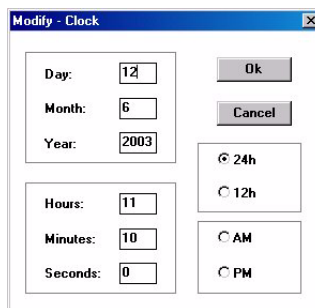 Modify - Clock
Day: 12
Month: 6
Year: 2003
Hours: 11
Minutes: 10
Seconds: 0
Ok
Cancel
24h
12h
AM
PM